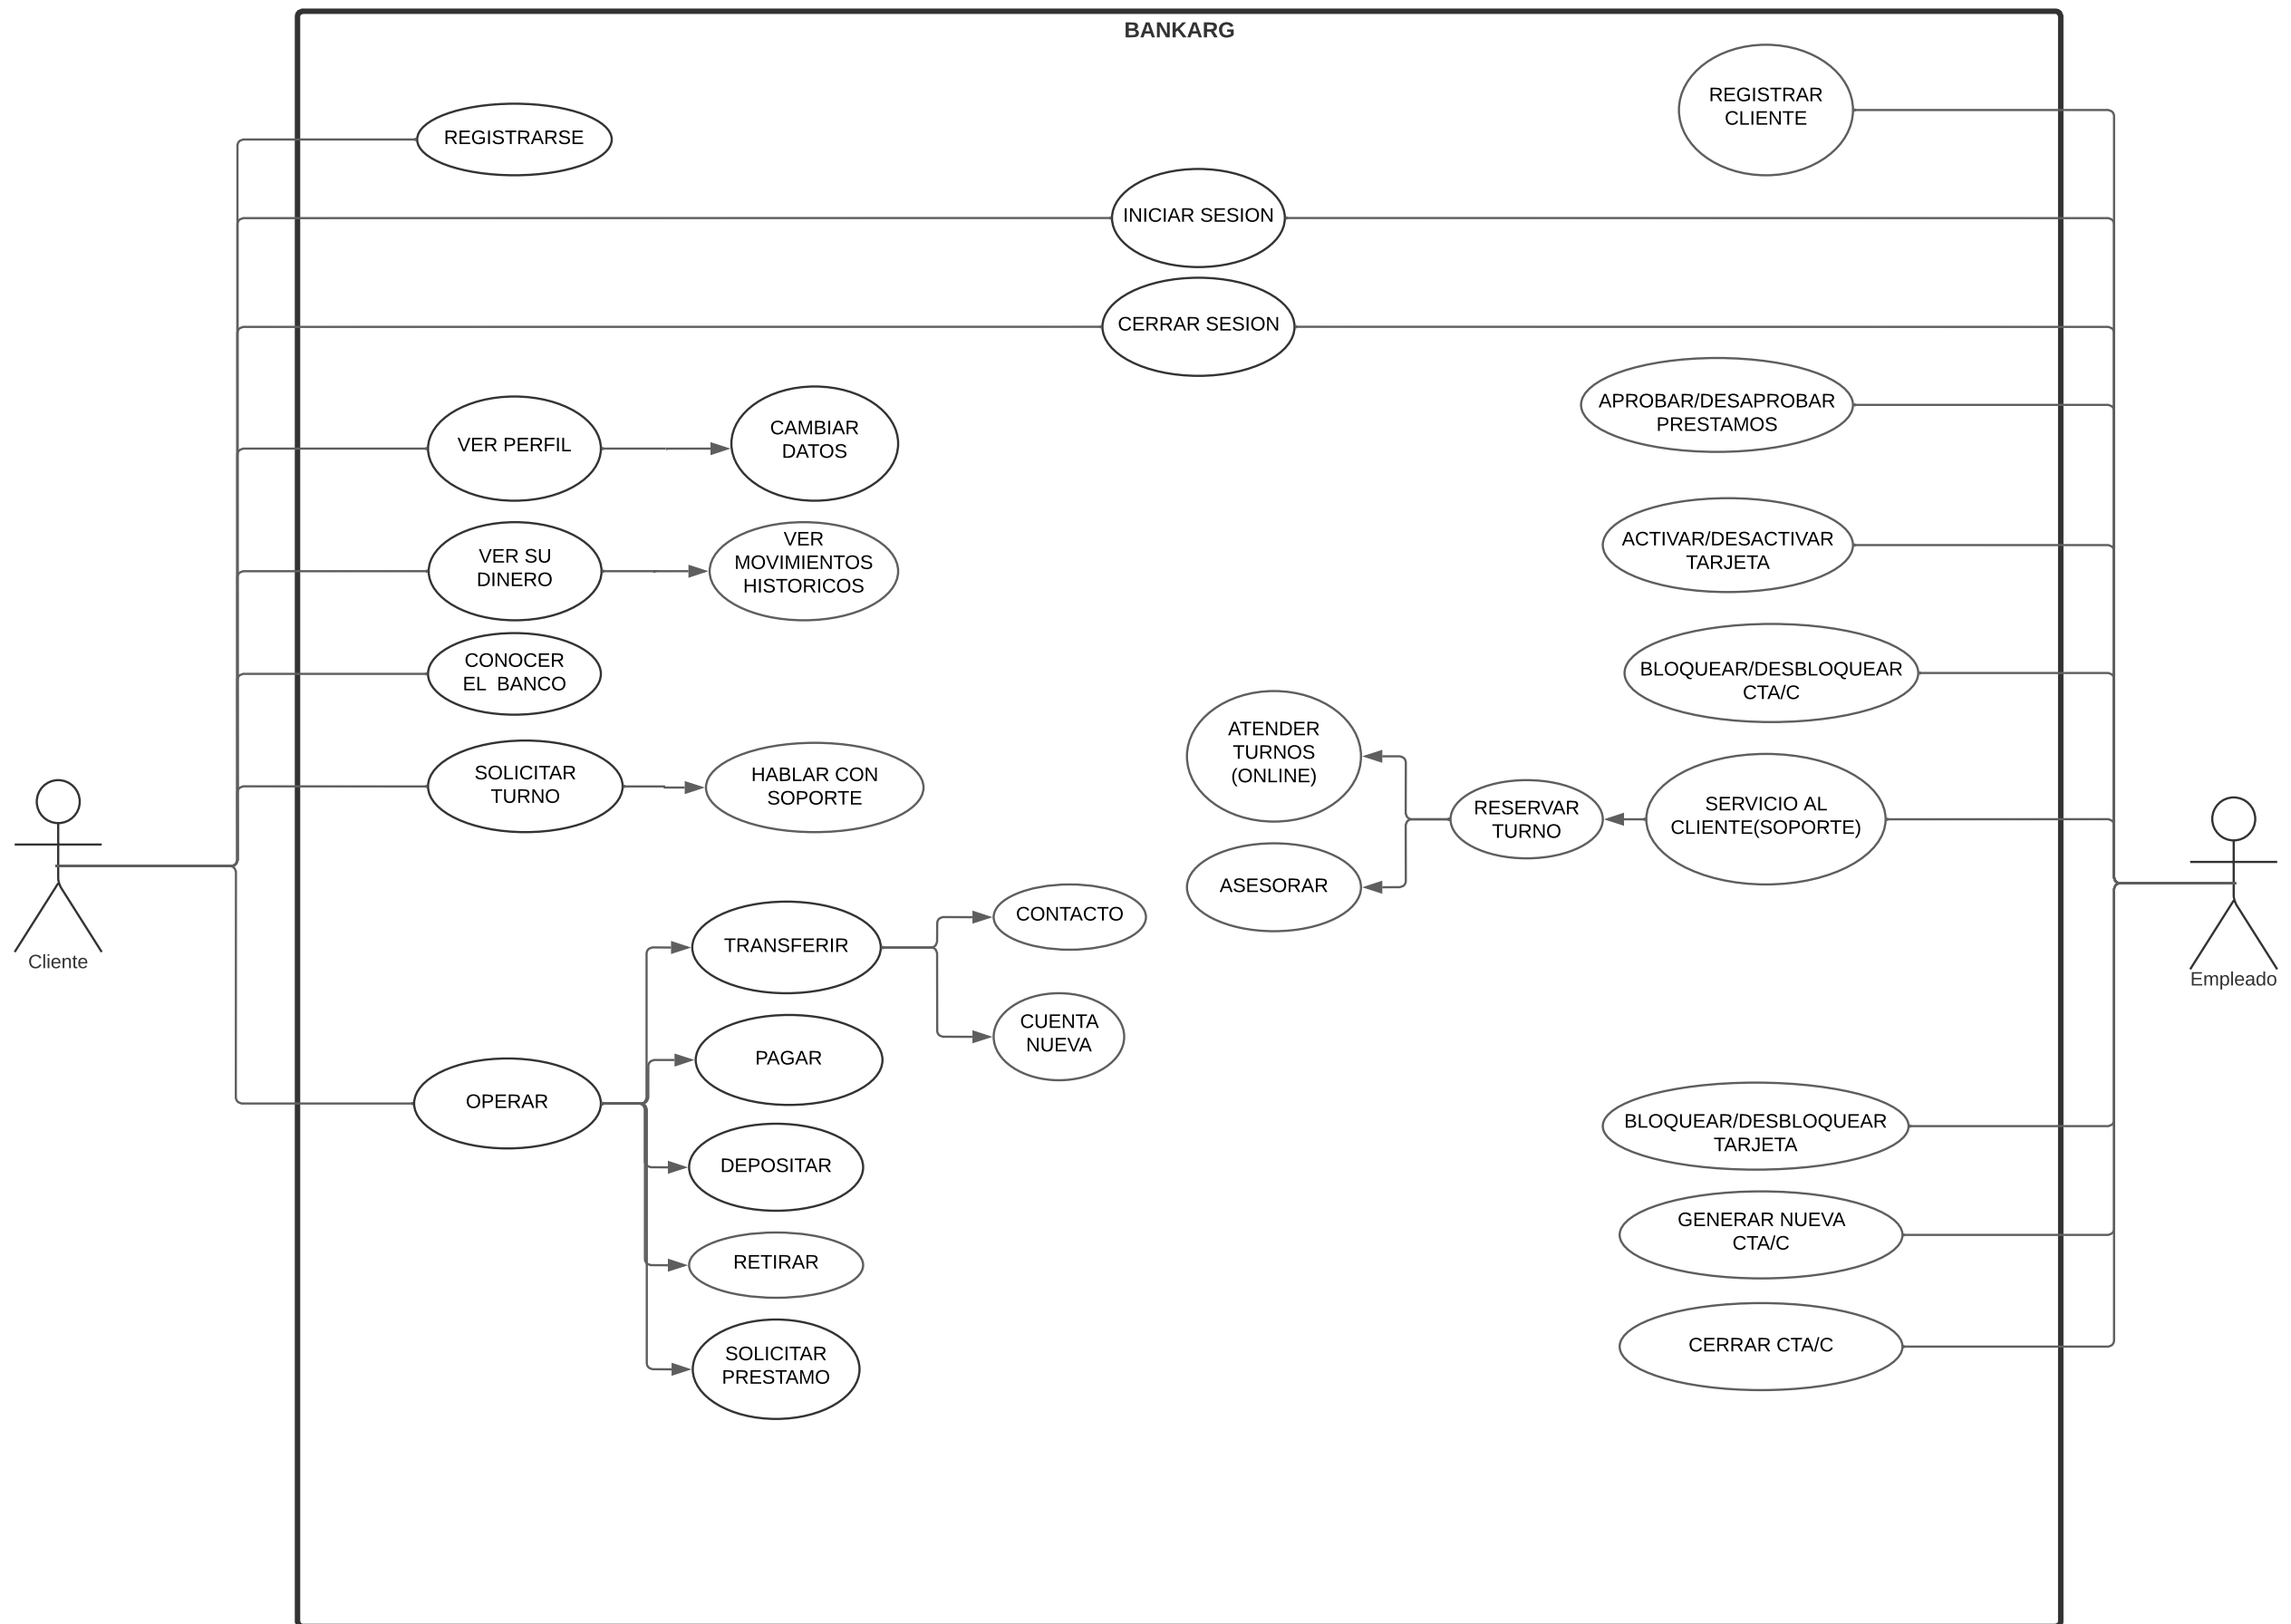 BANKARG
REGISTRAR
CLIENTE
REGISTRARSE
INICIAR SESION
CERRAR SESION
APROBAR/DESAPROBAR
PRESTAMOS
VER PERFIL
CAMBIAR
DATOS
ACTIVAR/DESACTIVAR
TARJETA
VER SU
DINERO
VER
MOVIMIENTOS
HISTORICOS
CONOCER
EL BANCO
BLOQUEAR/DESBLOQUEAR
CTA/C
ATENDER
TURNOS
(ONLINE)
SOLICITAR
TURNO
HABLAR CON
SOPORTE
RESERVAR
TURNO
SERVICIO AL
CLIENTE(SOPORTE)
ASESORAR
CONTACTO
TRANSFERIR
Cliente
Empleado
CUENTA
NUEVA
PAGAR
OPERAR
BLOQUEAR/DESBLOQUEAR
TARJETA
DEPOSITAR
GENERAR NUEVA
CTA/C
RETIRAR
CERRAR CTA/C
SOLICITAR
PRESTAMO